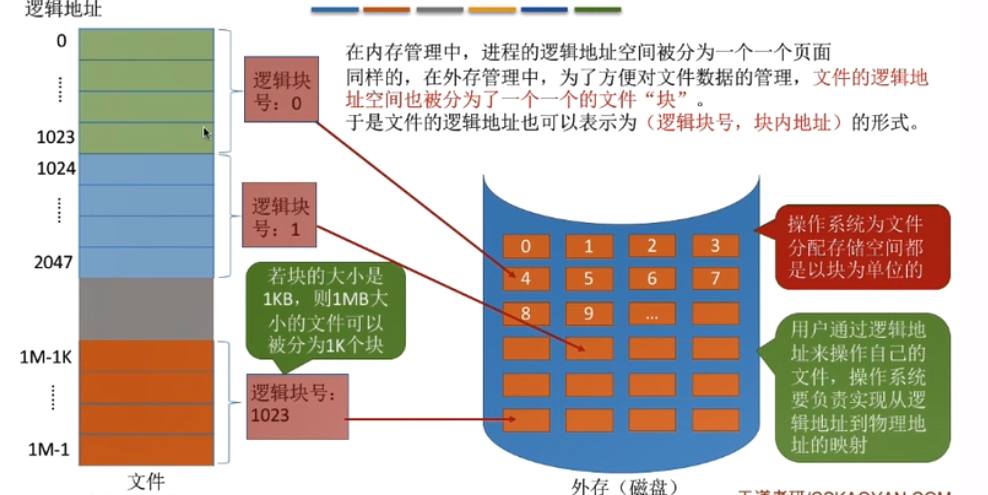 逻辑地址
0
……
1023
1024
……
2047
1M-1K
……
1M-1
文件
逻辑块
号：0
逻辑块
号：1
若块的大小是
1KB，则1MB大
小的文件可以
被分为1K个块
逻辑块号：
1023
在内存管理中，进程的逻辑地址空间被分为一个一个页面
同样的，在外存管理中，为了方便对文件数据的管理，文件的逻辑地
址空间也被分为了一个一个的文件“块”。
于是文件的逻辑地址也可以表示为（逻辑块号，块内地址）的形式。
0 1 2 3
4 5 6 7
8 9 ...
外存（磁盘）
操作系统为文件
分配存储空间都
是以块为单位的
用户通过逻辑地
址来操作自己的
文件，操作系统
要负责实现从逻
辑地址到物理地
址的映射